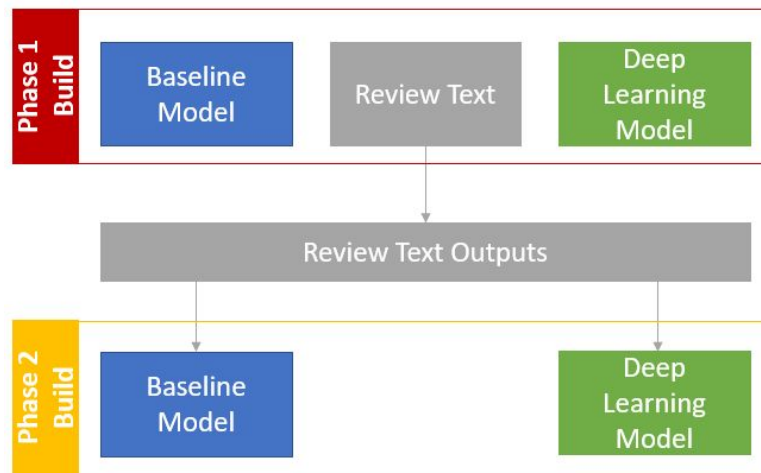 Phase 1
Build
Baseline
Model
Review Text
Deep
Learning
Model
Review Text Outputs
Phase 2
Build
Baseline
Model
Deep
Learning
Model